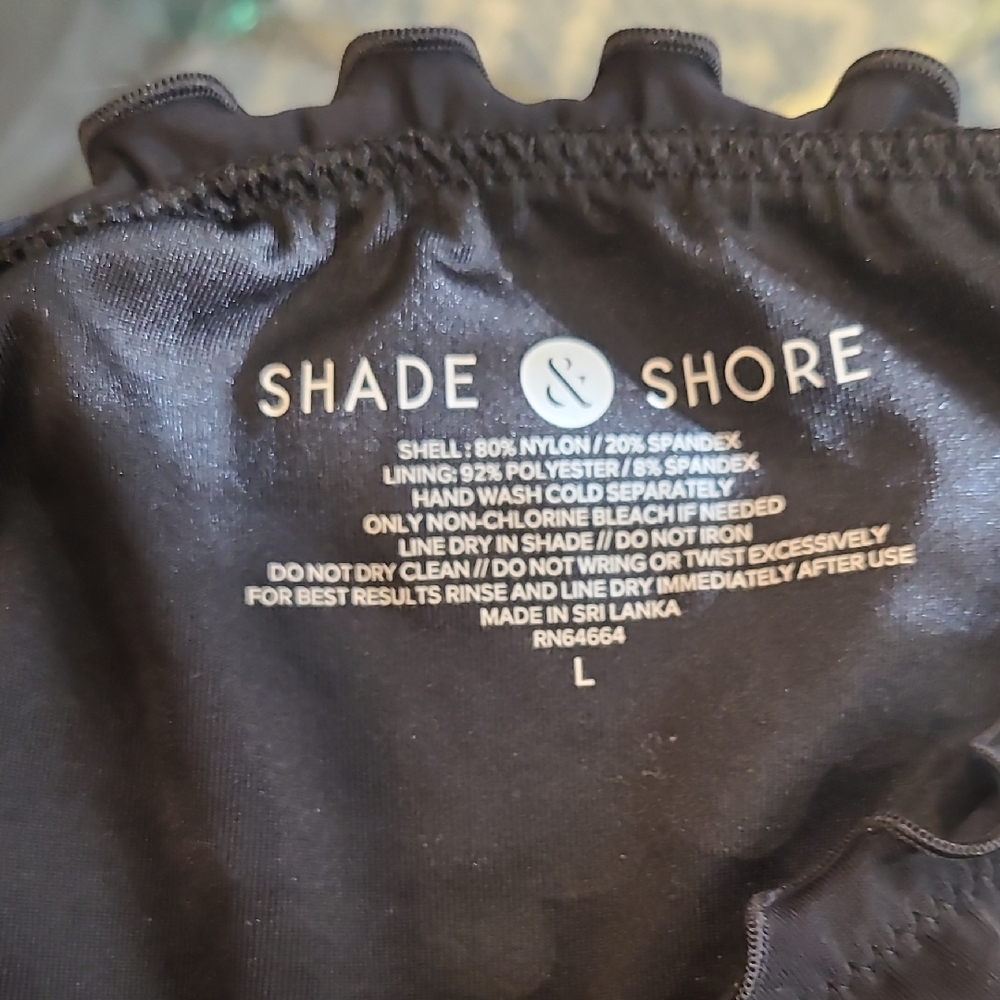 SHADE & SHORE
SHELL : 80% NYLON / 20% SPANDEX
LINING: 92% POLYESTER / 8% SPANDEX
HAND WASH COLD SEPARATELY
ONLY NON-CHLORINE BLEACH IF NEEDED
LINE DRY IN SHADE // DO NOT IRON
DO NOT DRY CLEAN // DO NOT WRING OR TWIST EXCESSIVELY
FOR BEST RESULTS RINSE AND LINE DRY IMMEDIATELY AFTER USE
MADE IN SRI LANKA
RN64664
L